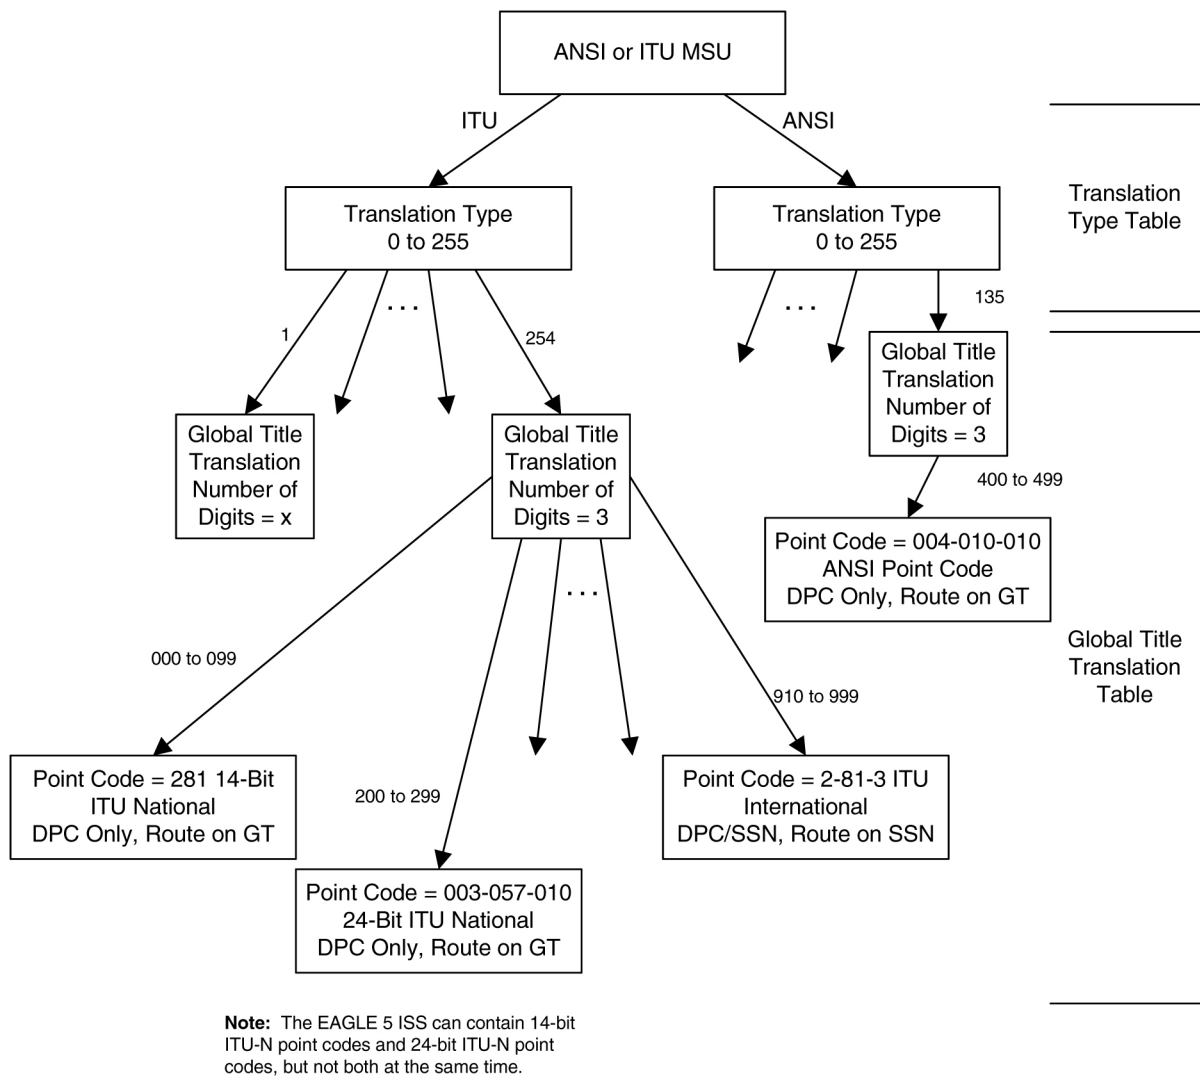 ANSI or ITU MSU
ITU
ANSI
Translation Type
0 to 255
Translation Type
0 to 255
Translation
Type Table
. . .
. . .
135
1
254
Global Title
Translation
Number of
Digits = 3
Global Title
Translation
Number of
Digits = x
Global Title
Translation
Number of
Digits = 3
400 to 499
Point Code = 004-010-010
ANSI Point Code
DPC Only, Route on GT
. . .
Global Title
Translation
Table
000 to 099
910 to 999
200 to 299
Point Code = 281 14-Bit
ITU National
DPC Only, Route on GT
Point Code = 2-81-3 ITU
International
DPC/SSN, Route on SSN
Point Code = 003-057-010
24-Bit ITU National
DPC Only, Route on GT
Note: The EAGLE 5 ISS can contain 14-bit
ITU-N point codes and 24-bit ITU-N point
codes, but not both at the same time.